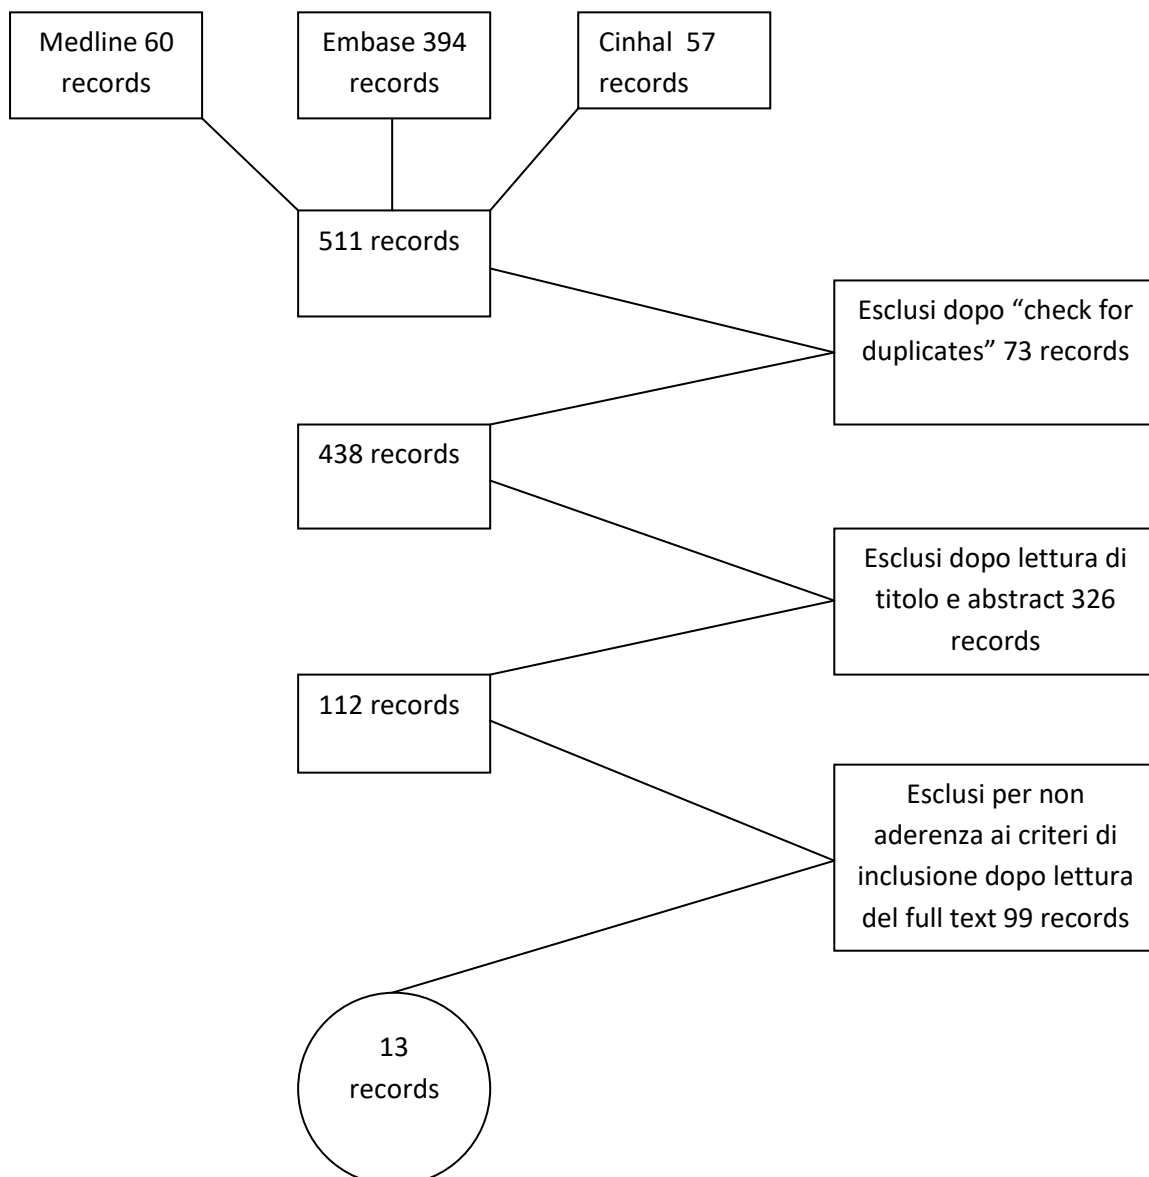 Medline 60
records
Embase 394
records
Cinhal  57
records
511 records
Esclusi dopo “check for
duplicates” 73 records
438 records
Esclusi dopo lettura di
titolo e abstract 326
records
112 records
Esclusi per non
aderenza ai criteri di
inclusione dopo lettura
del full text 99 records
13
records